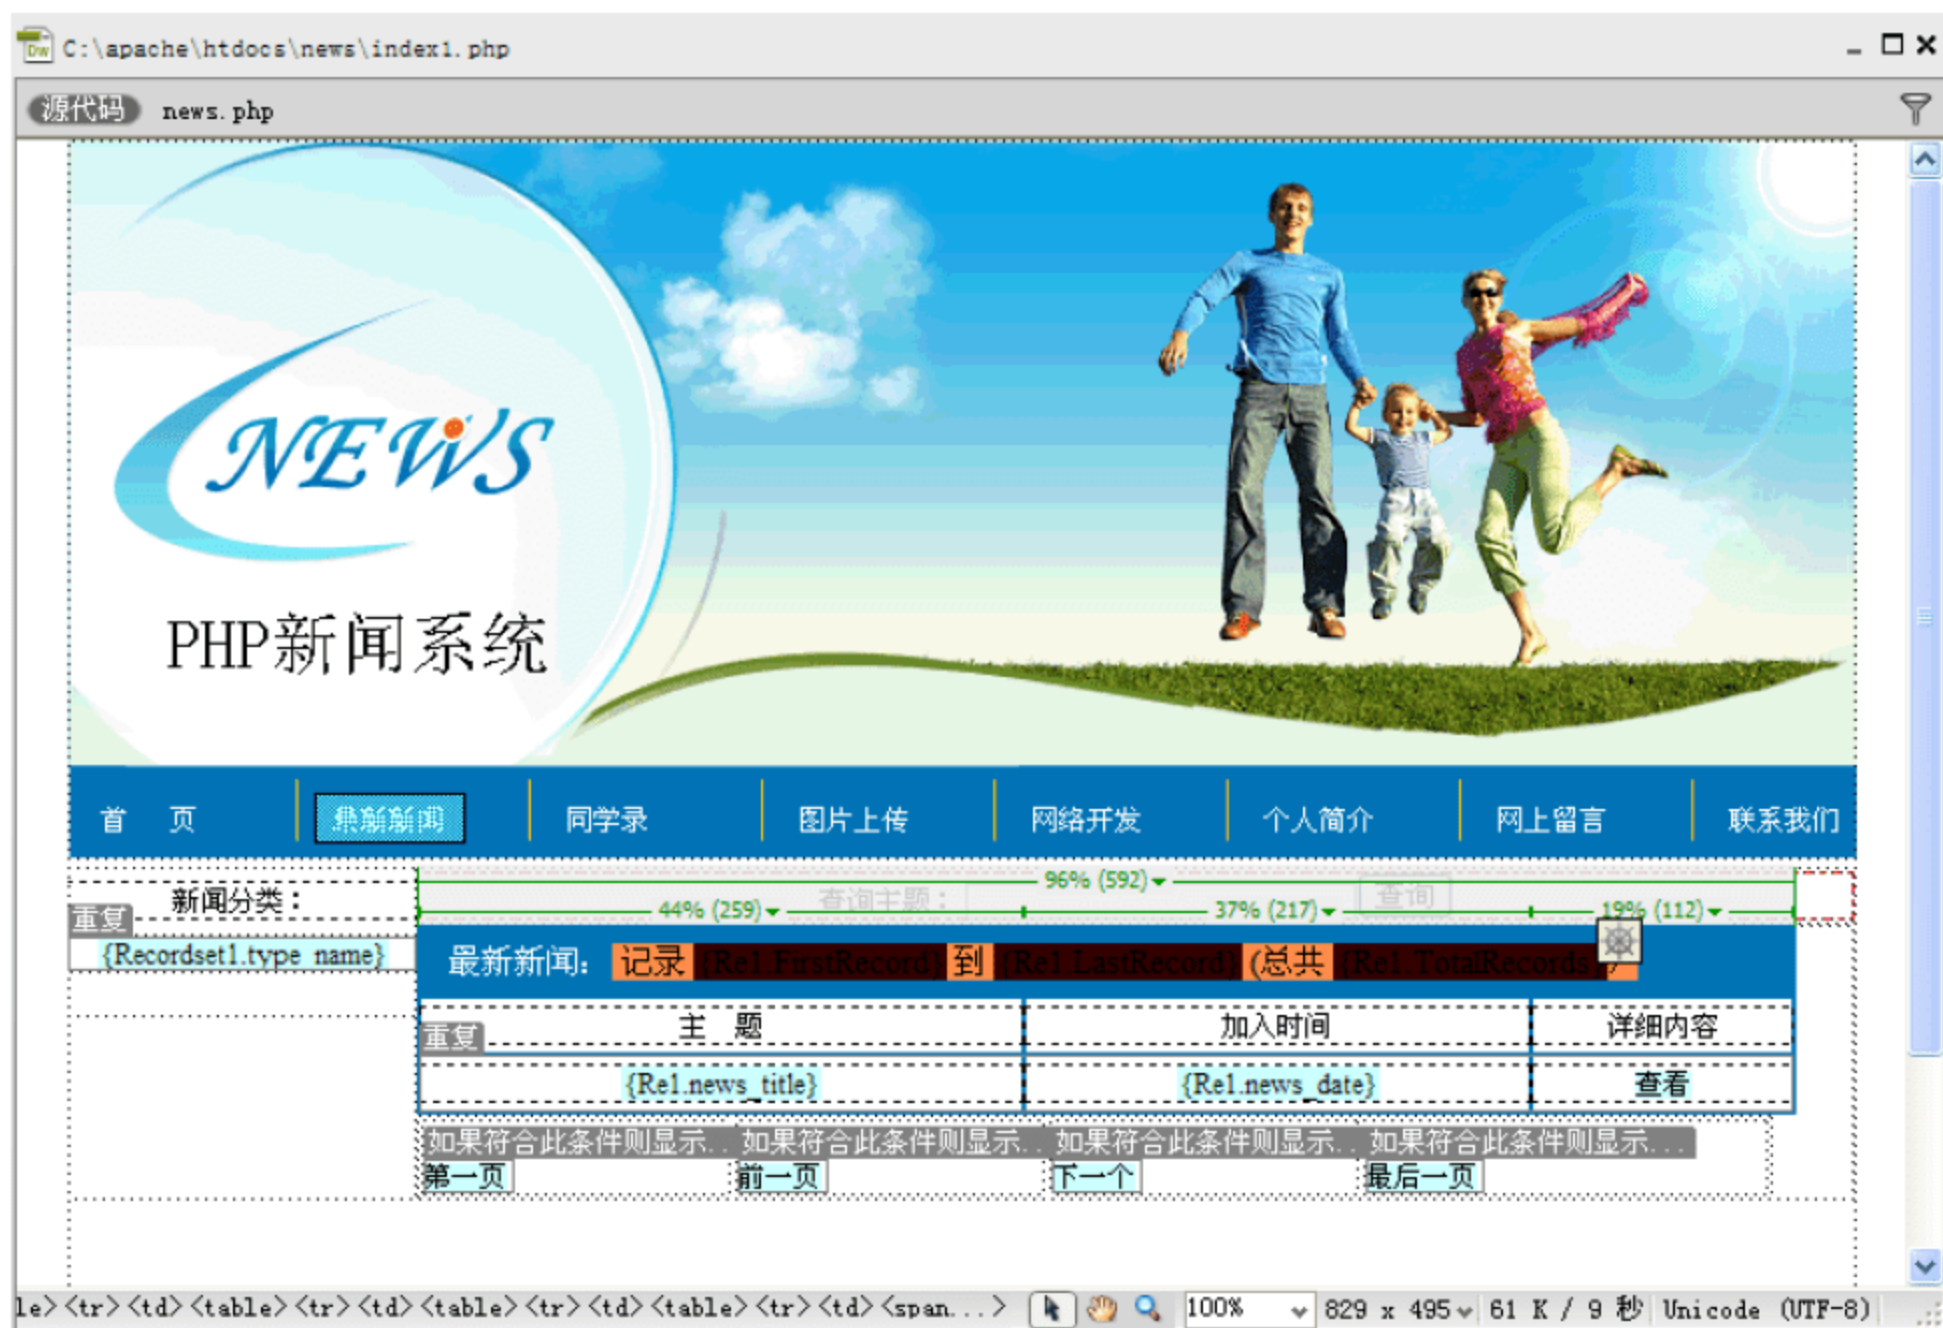 C:\apache\htdocs\news\index1.php
源代码 news.php
NEWS
PHP新闻系统
首 页 同学录 图片上传 网络开发 个人简介 网上留言 联系我们
96% (592)
新闻分类： 查询主题： 查询
44% (259) 37% (217) 19% (112)
重复
{Recordset1.type_name}
最新新闻: 记录 {Re1.FirstRecord} 到 {Re1.LastRecord} (总共 {Re1.TotalRecords} )
主 题 加入时间 详细内容
重复
{Re1.news_title} {Re1.news_date} 查看
如果符合此条件则显示.. 如果符合此条件则显示.. 如果符合此条件则显示.. 如果符合此条件则显示...
第一页 前一页 下一个 最后一页
le> <tr> <td> <table> <tr> <td> <table> <tr> <td> <table> <tr> <td> <span...> 100% 829 x 495 61 K / 9 秒 Unicode (UTF-8)